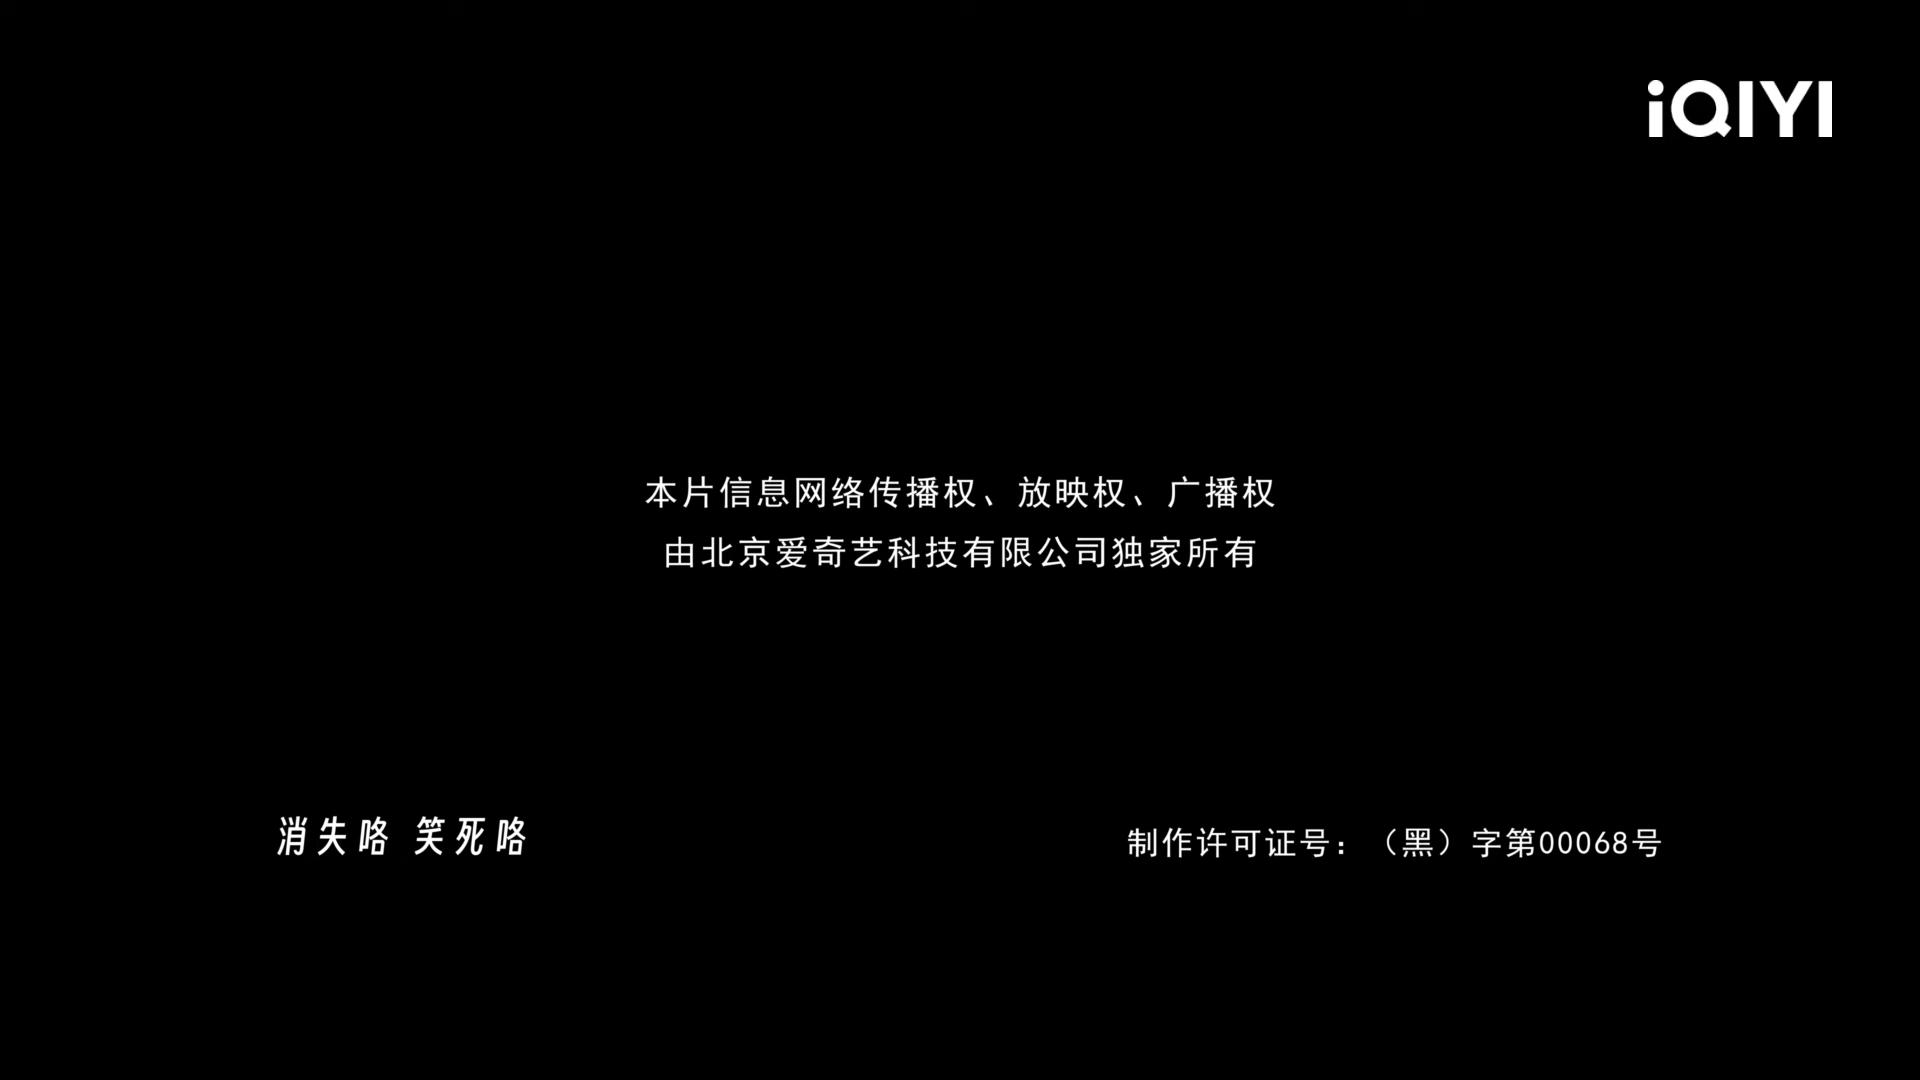 iQIYI
本片信息网络传播权、放映权、广播权
由北京爱奇艺科技有限公司独家所有
消失咯 笑死咯
制作许可证号：（黑）字第00068号